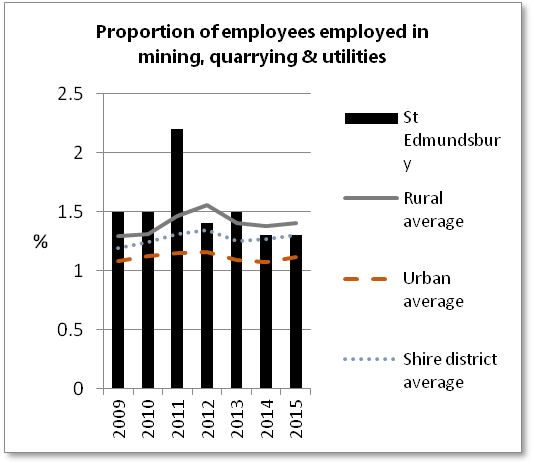 Proportion of employees employed in
mining, quarrying & utilities
2.5
2
1.5
1
0.5
0
%
2009
2010
2011
2012
2013
2014
2015
St
Edmundsbur
y
Rural
average
Urban
average
Shire district
average